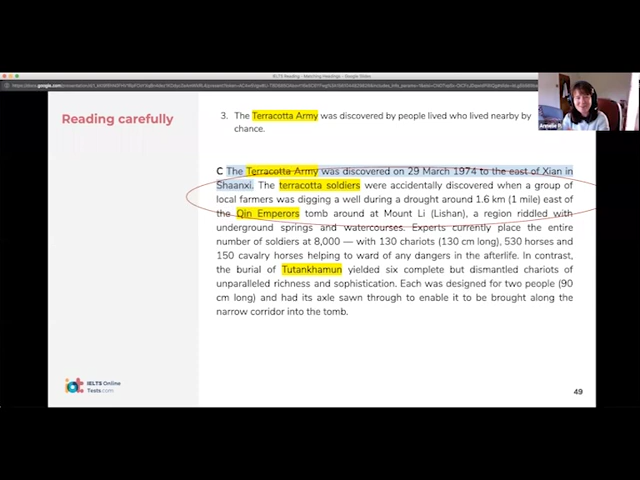 IELTS Reading - Matching Headings - Google Slides
Reading carefully
3. The Terracotta Army was discovered by people lived who lived nearby by
chance.
C The Terracotta Army was discovered on 29 March 1974 to the east of Xian in
Shaanxi. The terracotta soldiers were accidentally discovered when a group of
local farmers was digging a well during a drought around 1.6 km (1 mile) east of
the Qin Emperors tomb around at Mount Li (Lishan), a region riddled with
underground springs and watercourses. Experts currently place the entire
number of soldiers at 8,000 — with 130 chariots (130 cm long), 530 horses and
150 cavalry horses helping to ward of any dangers in the afterlife. In contrast,
the burial of Tutankhamun yielded six complete but dismantled chariots of
unparalleled richness and sophistication. Each was designed for two people (90
cm long) and had its axle sawn through to enable it to be brought along the
narrow corridor into the tomb.
IELTS Online
Tests.com
49